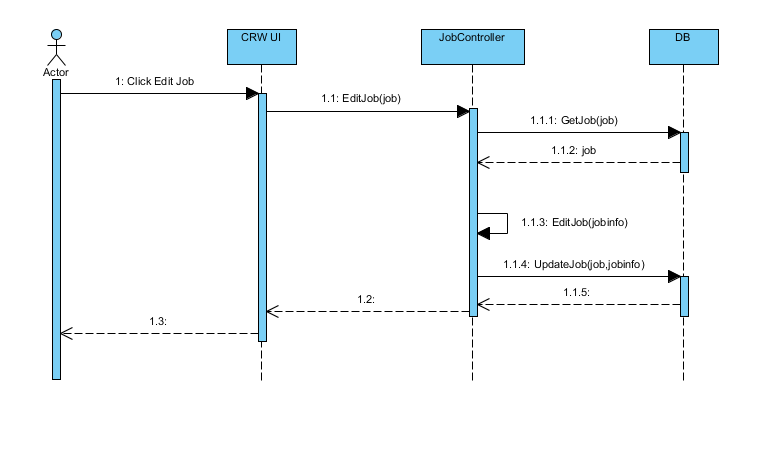 CRW UI
JobController
DB
Actor
1: Click Edit Job
1.1: EditJob(job)
1.1.1: GetJob(job)
1.1.2: job
1.1.3: EditJob(jobinfo)
1.1.4: UpdateJob(job,jobinfo)
1.1.5:
1.2:
1.3: